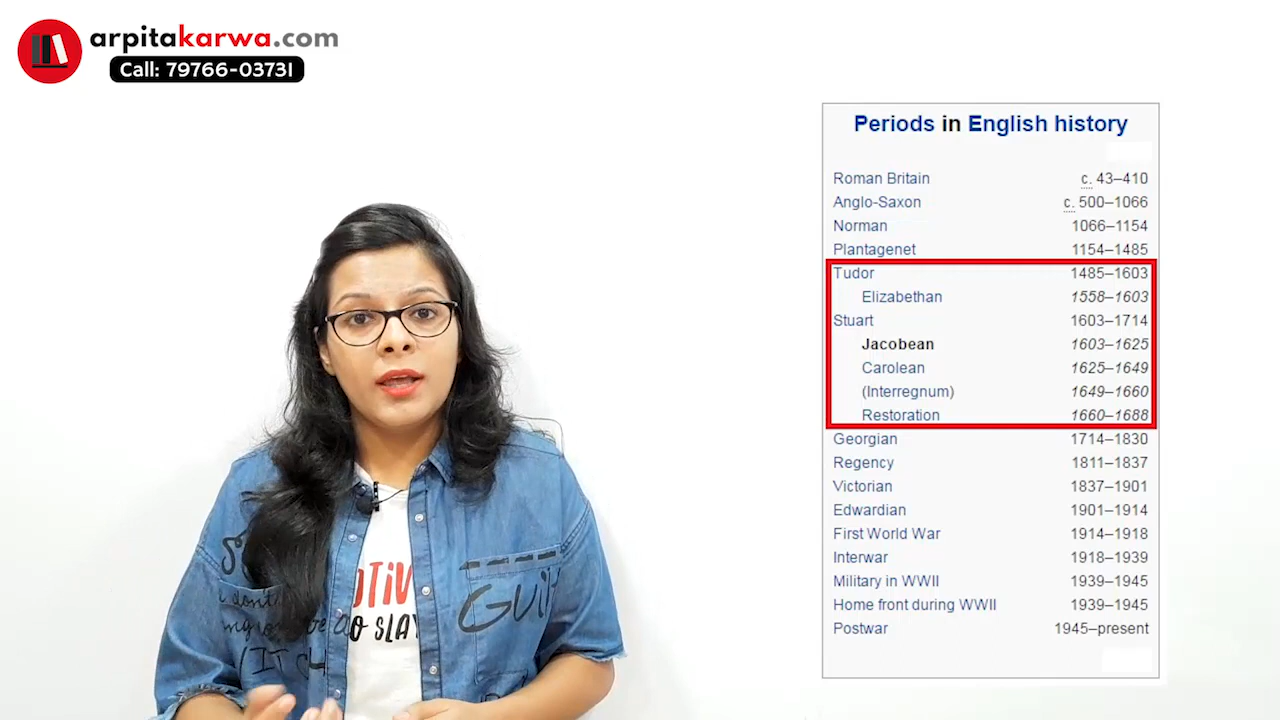 arpitakarwa.com
Call: 79766-03731
Periods in English history
Roman Britain c. 43–410
Anglo-Saxon c. 500–1066
Norman 1066–1154
Plantagenet 1154–1485
Tudor 1485–1603
Elizabethan 1558–1603
Stuart 1603–1714
Jacobean 1603–1625
Carolean 1625–1649
(Interregnum) 1649–1660
Restoration 1660–1688
Georgian 1714–1830
Regency 1811–1837
Victorian 1837–1901
Edwardian 1901–1914
First World War 1914–1918
Interwar 1918–1939
Military in WWII 1939–1945
Home front during WWII 1939–1945
Postwar 1945–present